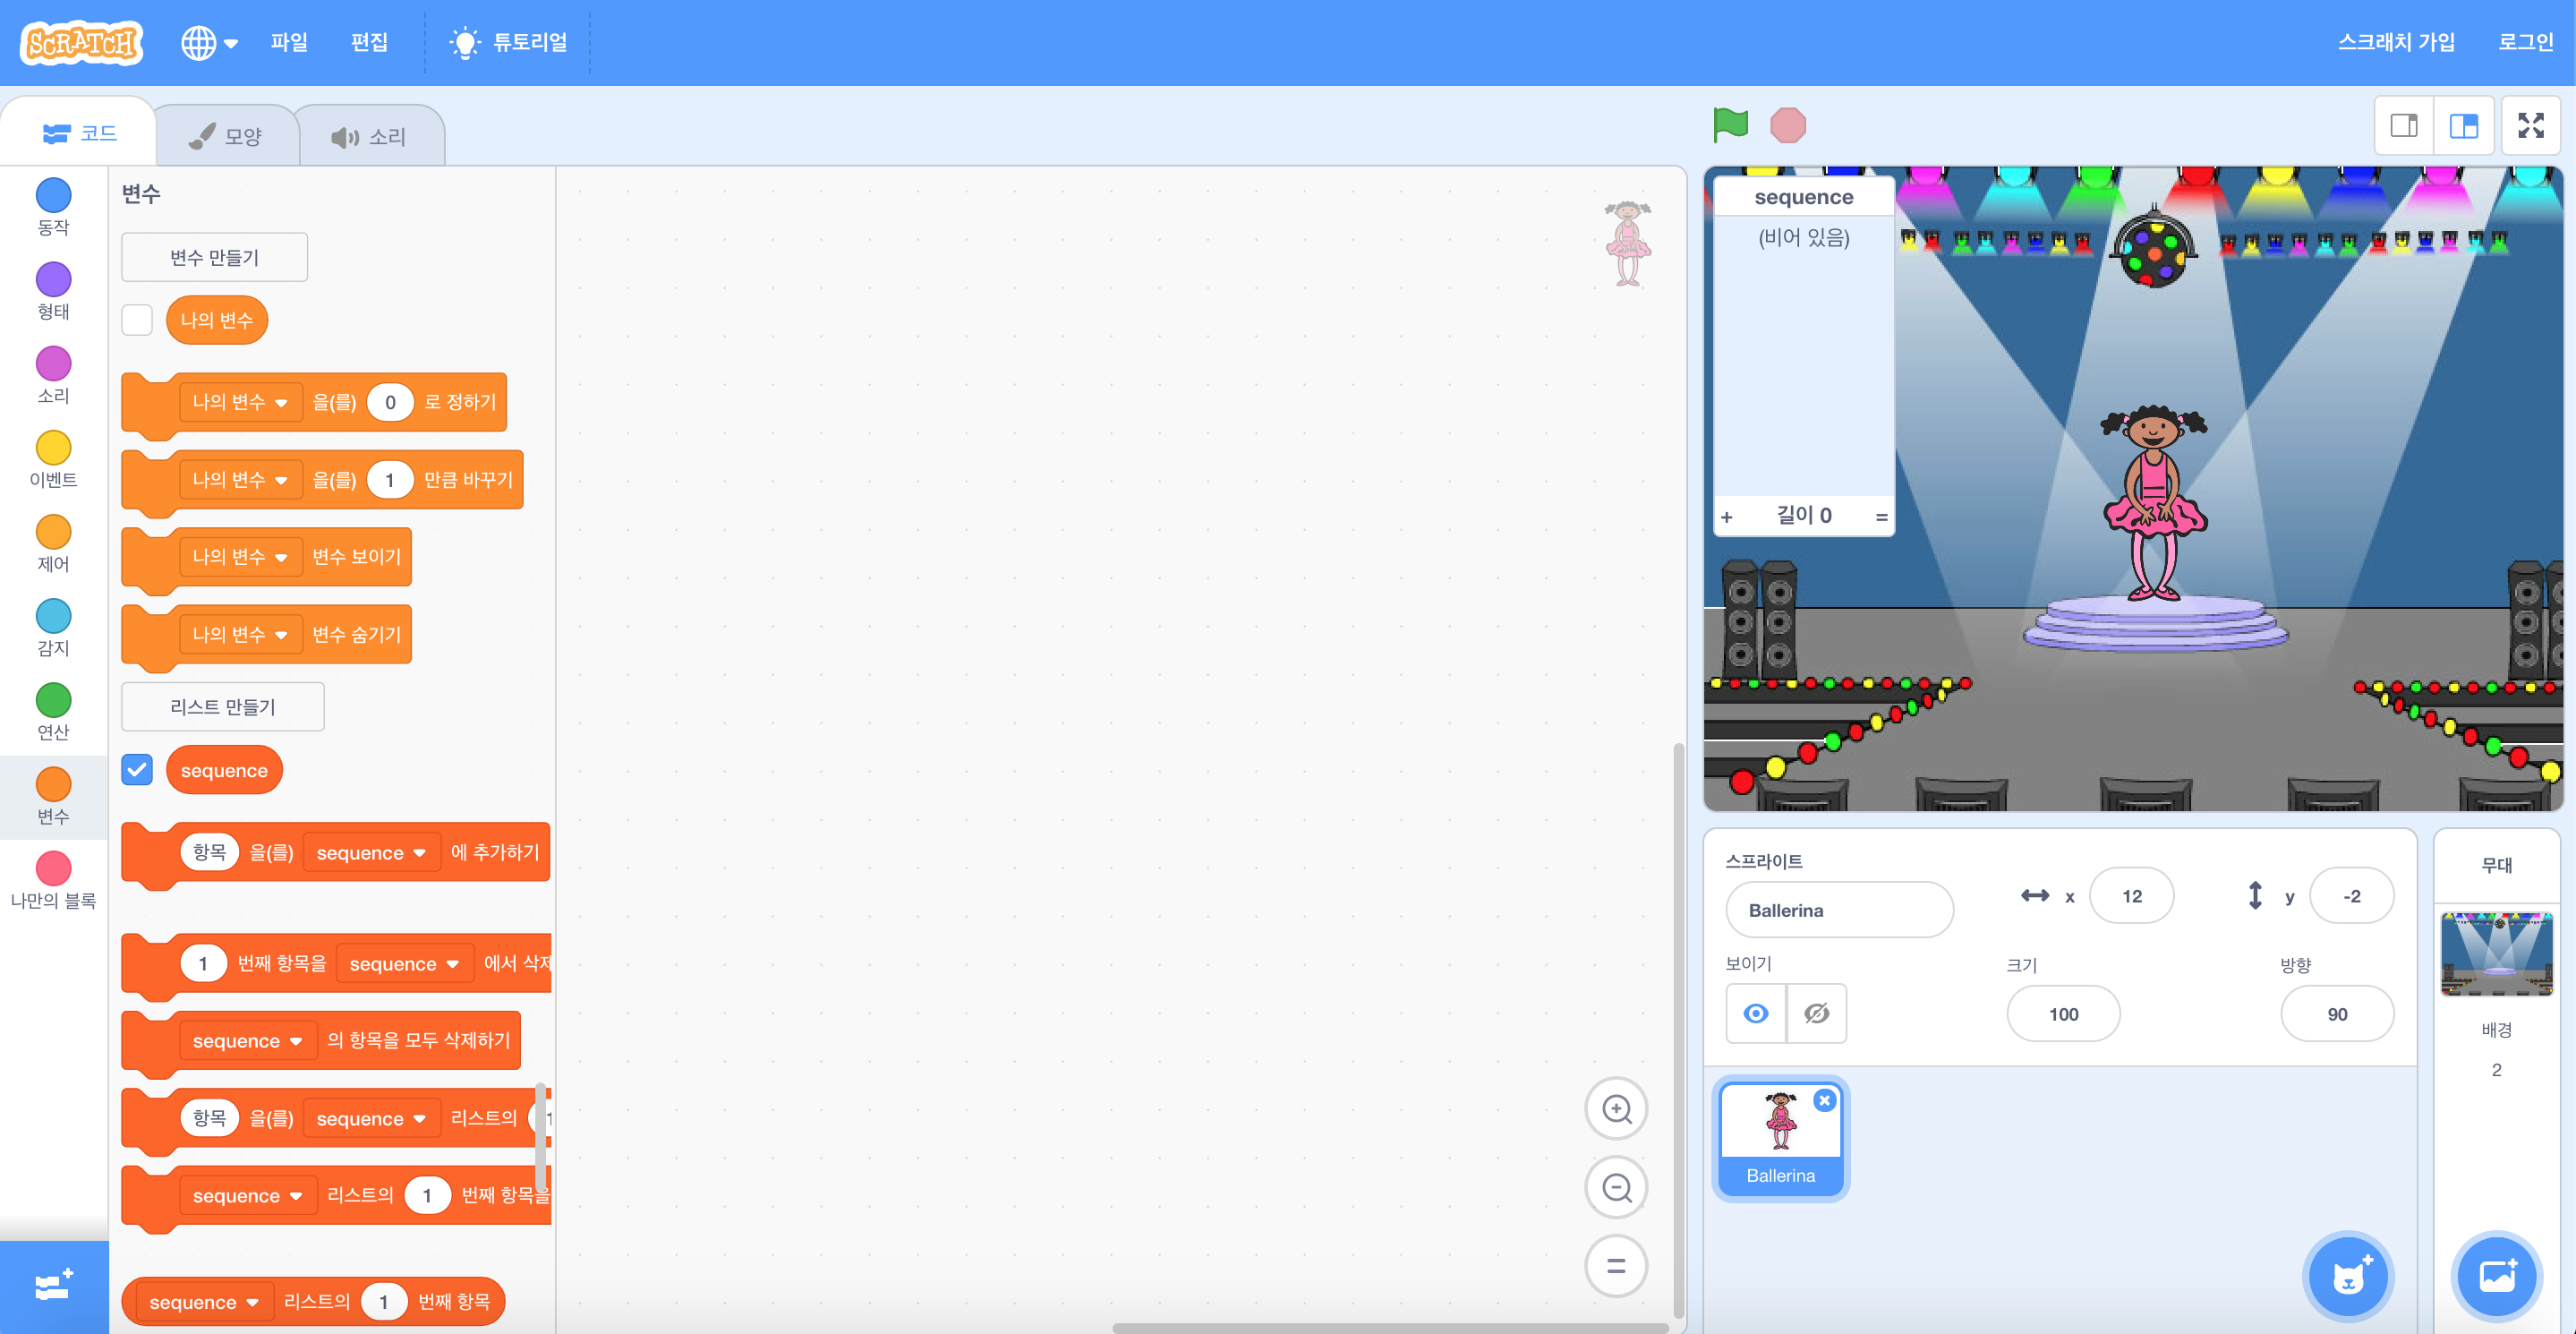 SCRATCH 파일 편집 튜토리얼 스크래치 가입 로그인
코드 모양 소리
동작
형태
소리
이벤트
제어
감지
연산
변수
나만의 블록
변수
변수 만들기
나의 변수
나의 변수 을(를) 0 로 정하기
나의 변수 을(를) 1 만큼 바꾸기
나의 변수 변수 보이기
나의 변수 변수 숨기기
리스트 만들기
sequence
항목 을(를) sequence 에 추가하기
1 번째 항목을 sequence 에서 삭제
sequence 의 항목을 모두 삭제하기
항목 을(를) sequence 리스트의 1
sequence 리스트의 1 번째 항목을
sequence 리스트의 1 번째 항목
sequence
(비어 있음)
+ 길이 0 =
스프라이트
Ballerina x 12 y -2
보이기 크기 방향
100 90
Ballerina
무대
배경
2